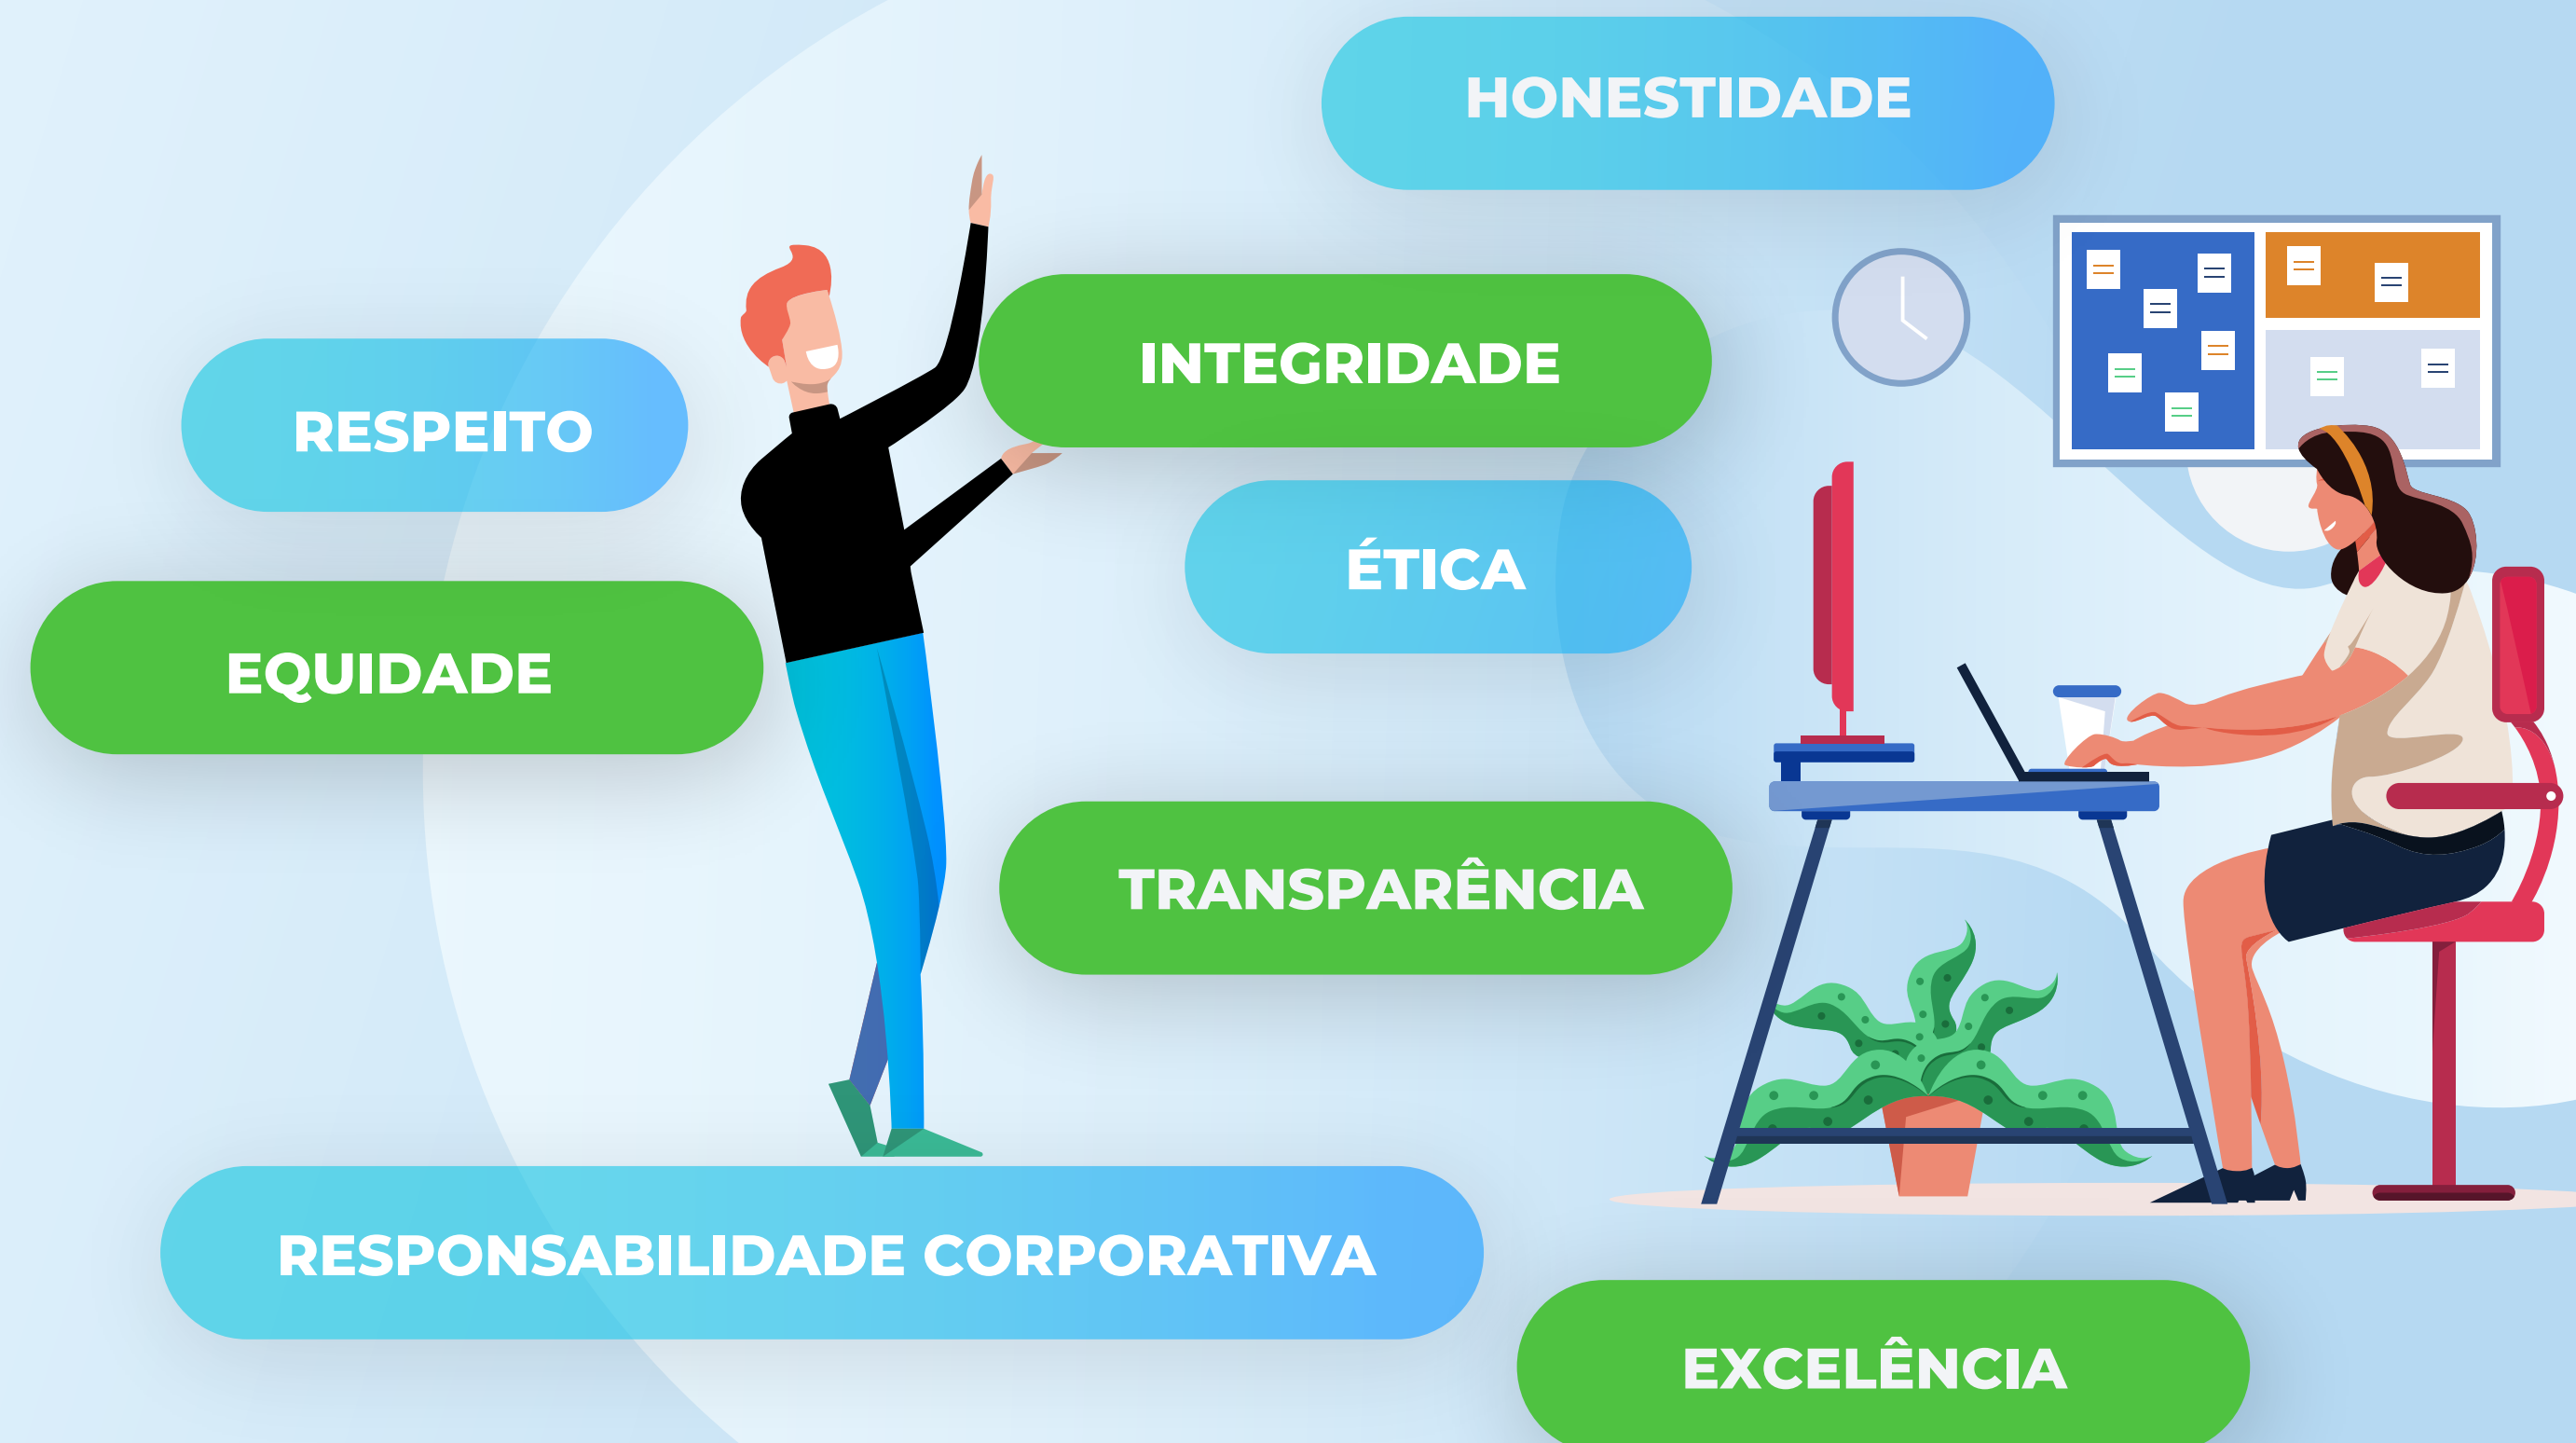 HONESTIDADE
INTEGRIDADE
RESPEITO
ÉTICA
EQUIDADE
TRANSPARÊNCIA
RESPONSABILIDADE CORPORATIVA
EXCELÊNCIA